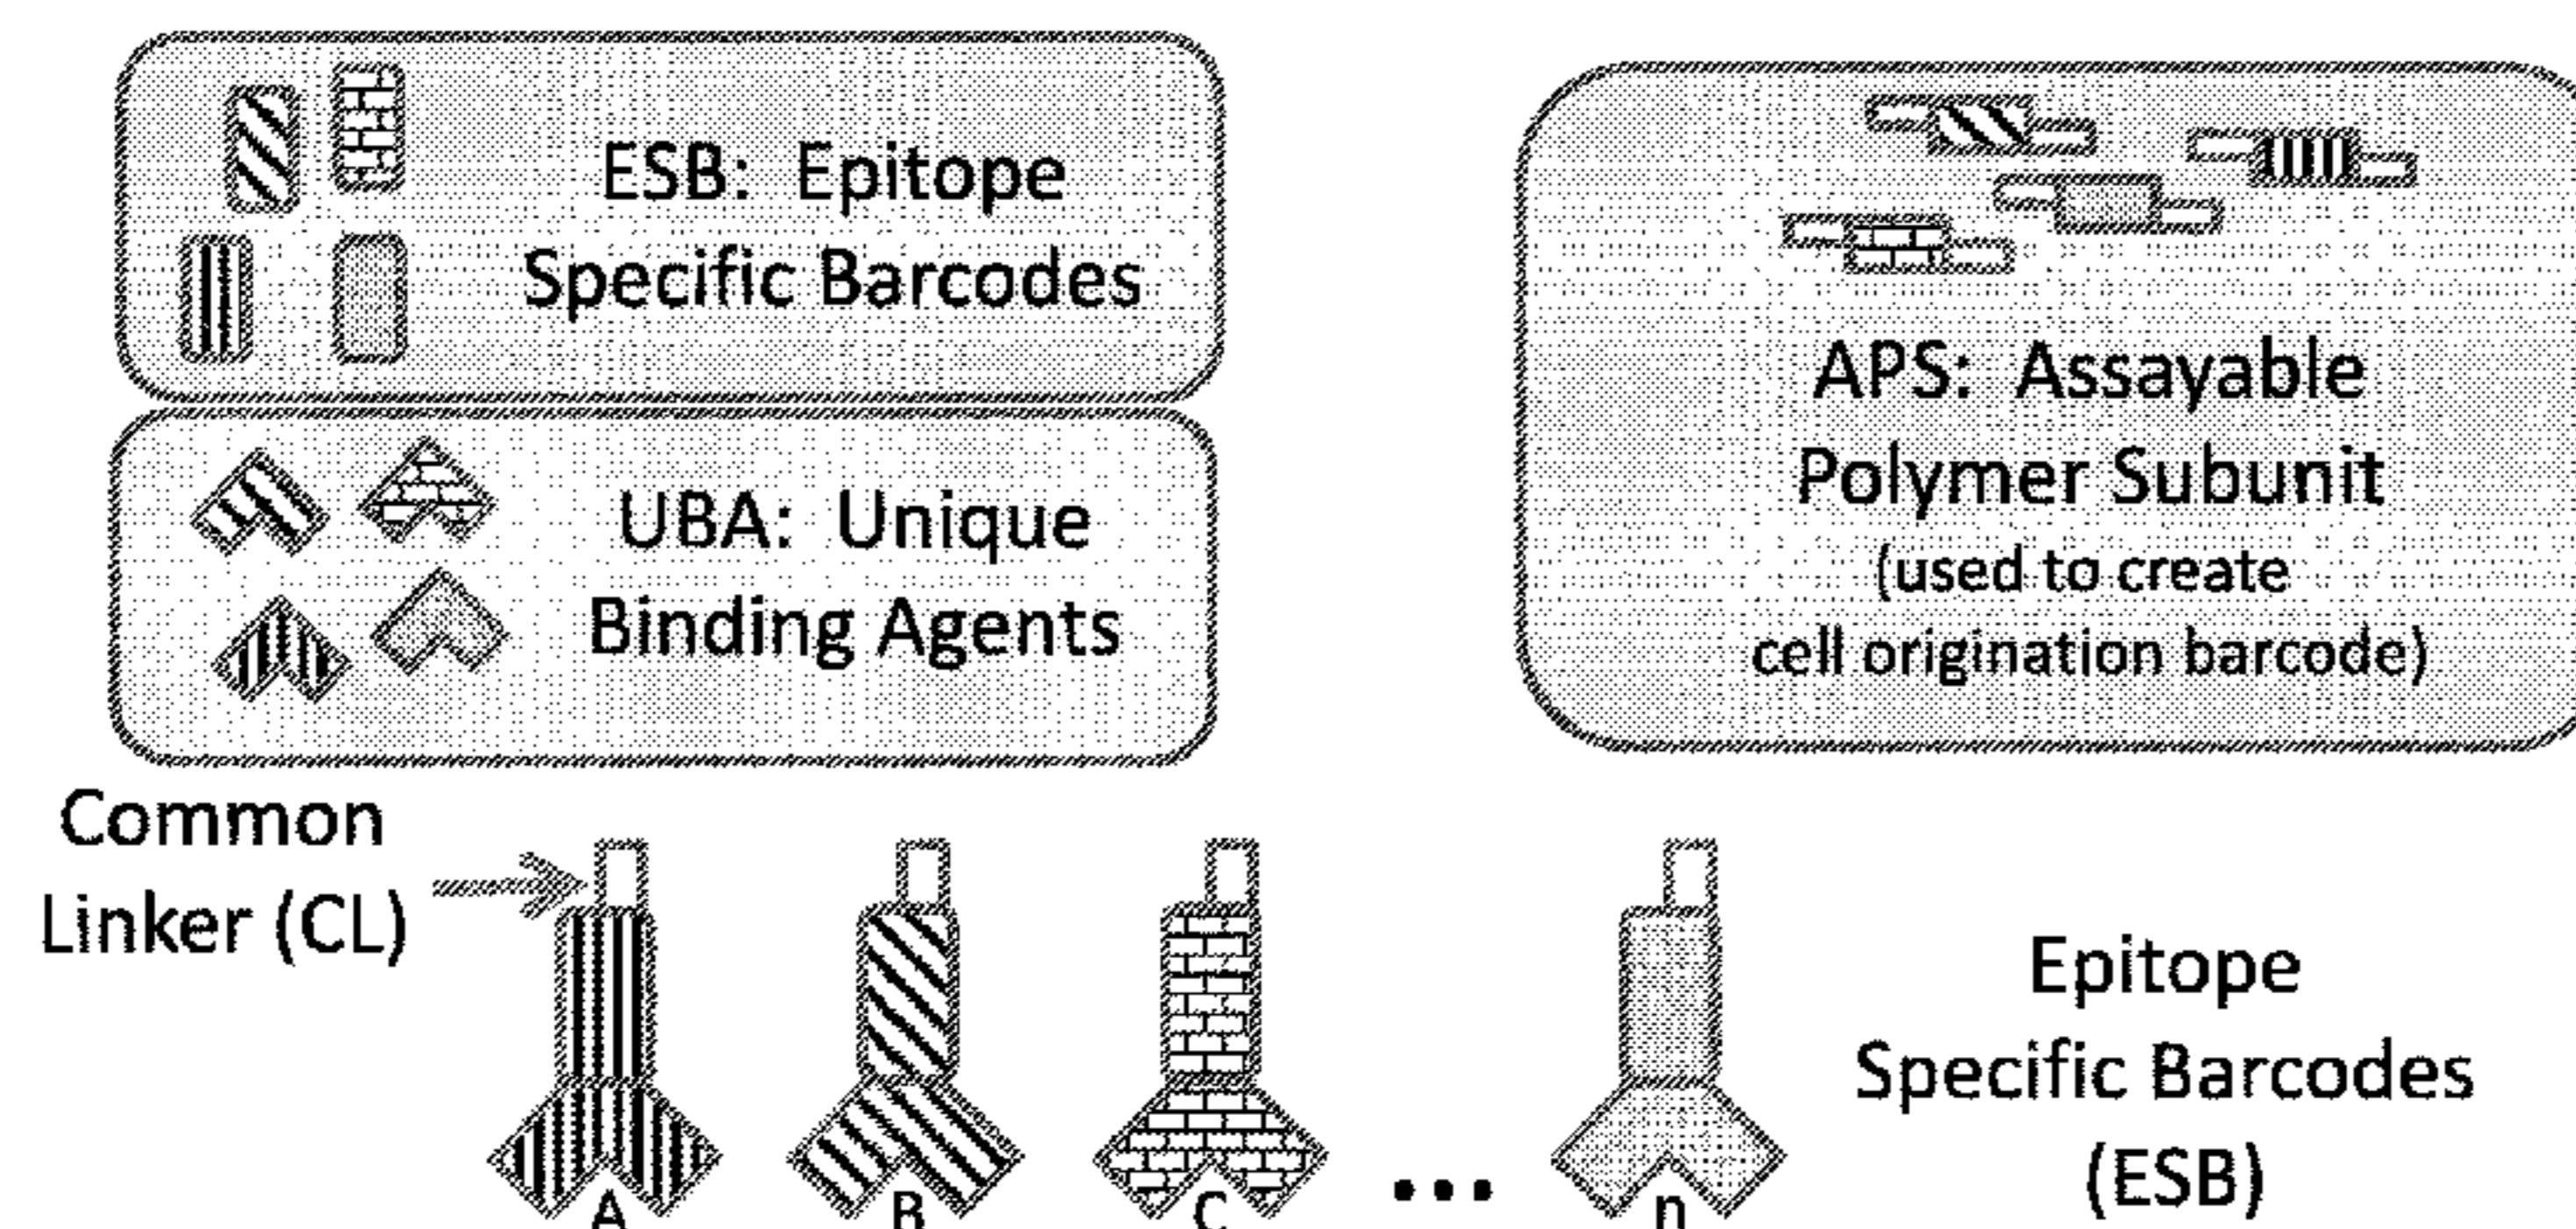 ESB: Epitope
Specific Barcodes
UBA: Unique
Binding Agents
APS: Assayable
Polymer Subunit
(used to create
cell origination barcode)
Common
Linker (CL)
A
B
C
...
n
Epitope
Specific Barcodes
(ESB)